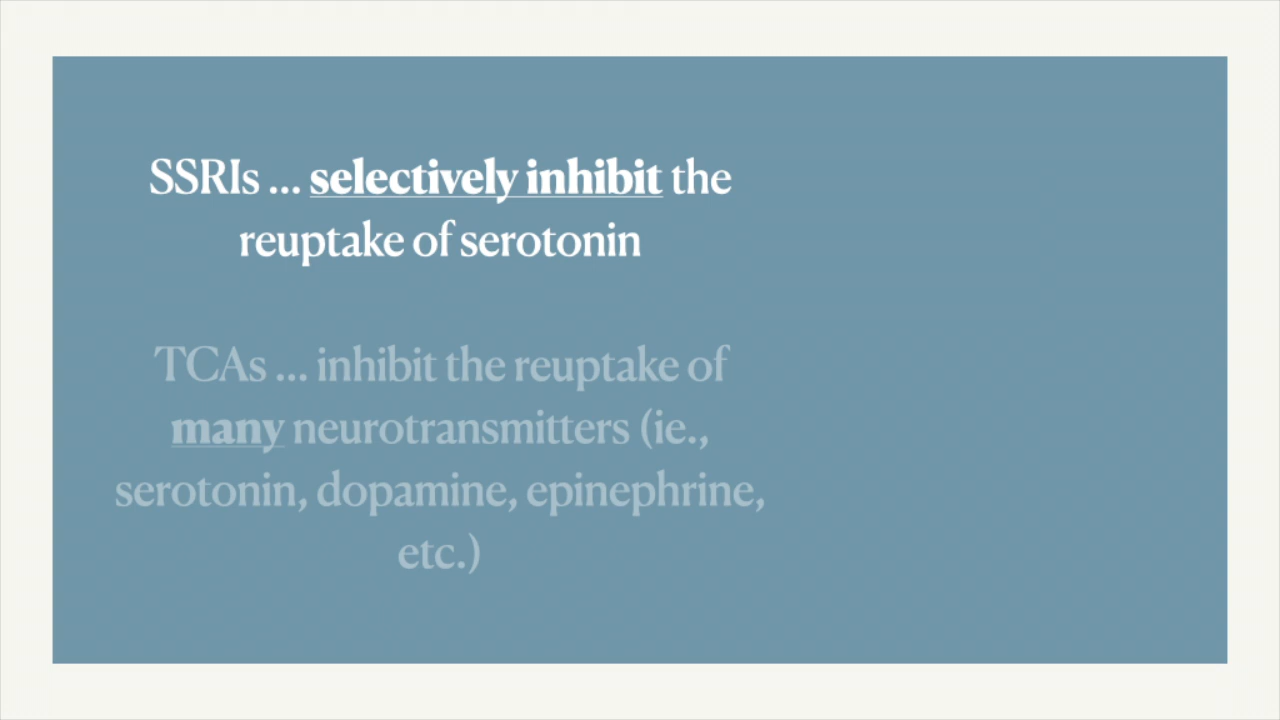 SSRIs ... selectively inhibit the
reuptake of serotonin
TCAs ... inhibit the reuptake of
many neurotransmitters (ie.,
serotonin, dopamine, epinephrine,
etc.)